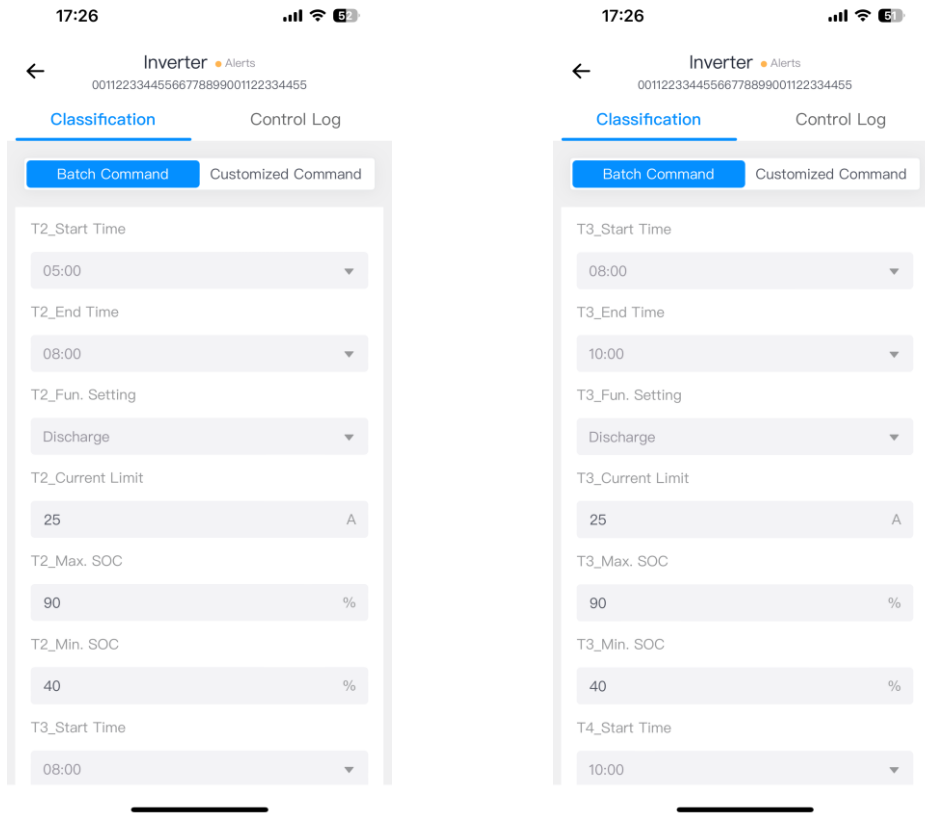 17:26
52
Inverter Alerts
00112233445566778899001122334455
Classification Control Log
Batch Command Customized Command
T2_Start Time
05:00
T2_End Time
08:00
T2_Fun. Setting
Discharge
T2_Current Limit
25 A
T2_Max. SOC
90 %
T2_Min. SOC
40 %
T3_Start Time
08:00
17:26
51
Inverter Alerts
00112233445566778899001122334455
Classification Control Log
Batch Command Customized Command
T3_Start Time
08:00
T3_End Time
10:00
T3_Fun. Setting
Discharge
T3_Current Limit
25 A
T3_Max. SOC
90 %
T3_Min. SOC
40 %
T4_Start Time
10:00